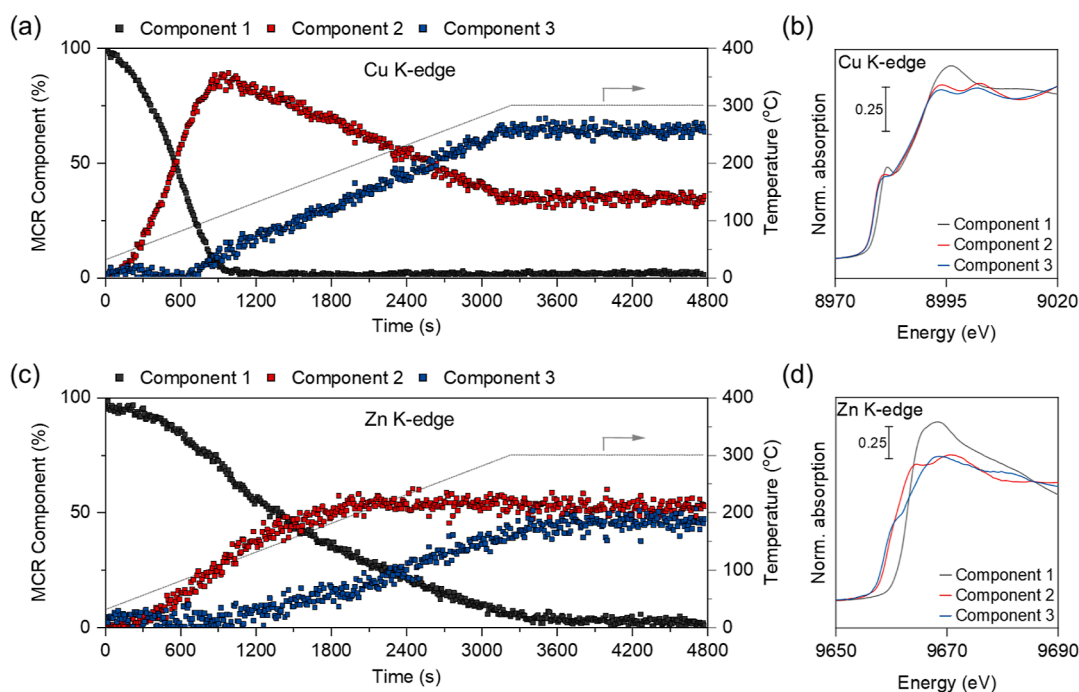 (a)
Component 1 Component 2 Component 3
Cu K-edge
MCR Component (%)
100
50
0
400
300
200
100
0
Temperature (°C)
0 600 1200 1800 2400 3000 3600 4200 4800
Time (s)
(b)
Cu K-edge
0.25
Norm. absorption
Component 1
Component 2
Component 3
8970 8995 9020
Energy (eV)
(c)
Component 1 Component 2 Component 3
Zn K-edge
MCR Component (%)
100
50
0
400
300
200
100
0
Temperature (°C)
0 600 1200 1800 2400 3000 3600 4200 4800
Time (s)
(d)
Zn K-edge
0.25
Norm. absorption
Component 1
Component 2
Component 3
9650 9670 9690
Energy (eV)